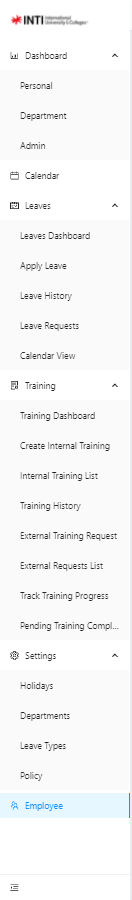 INTI International
University & Colleges
Dashboard
Personal
Department
Admin
Calendar
Leaves
Leaves Dashboard
Apply Leave
Leave History
Leave Requests
Calendar View
Training
Training Dashboard
Create Internal Training
Internal Training List
Training History
External Training Request
External Requests List
Track Training Progress
Pending Training Compl...
Settings
Holidays
Departments
Leave Types
Policy
Employee